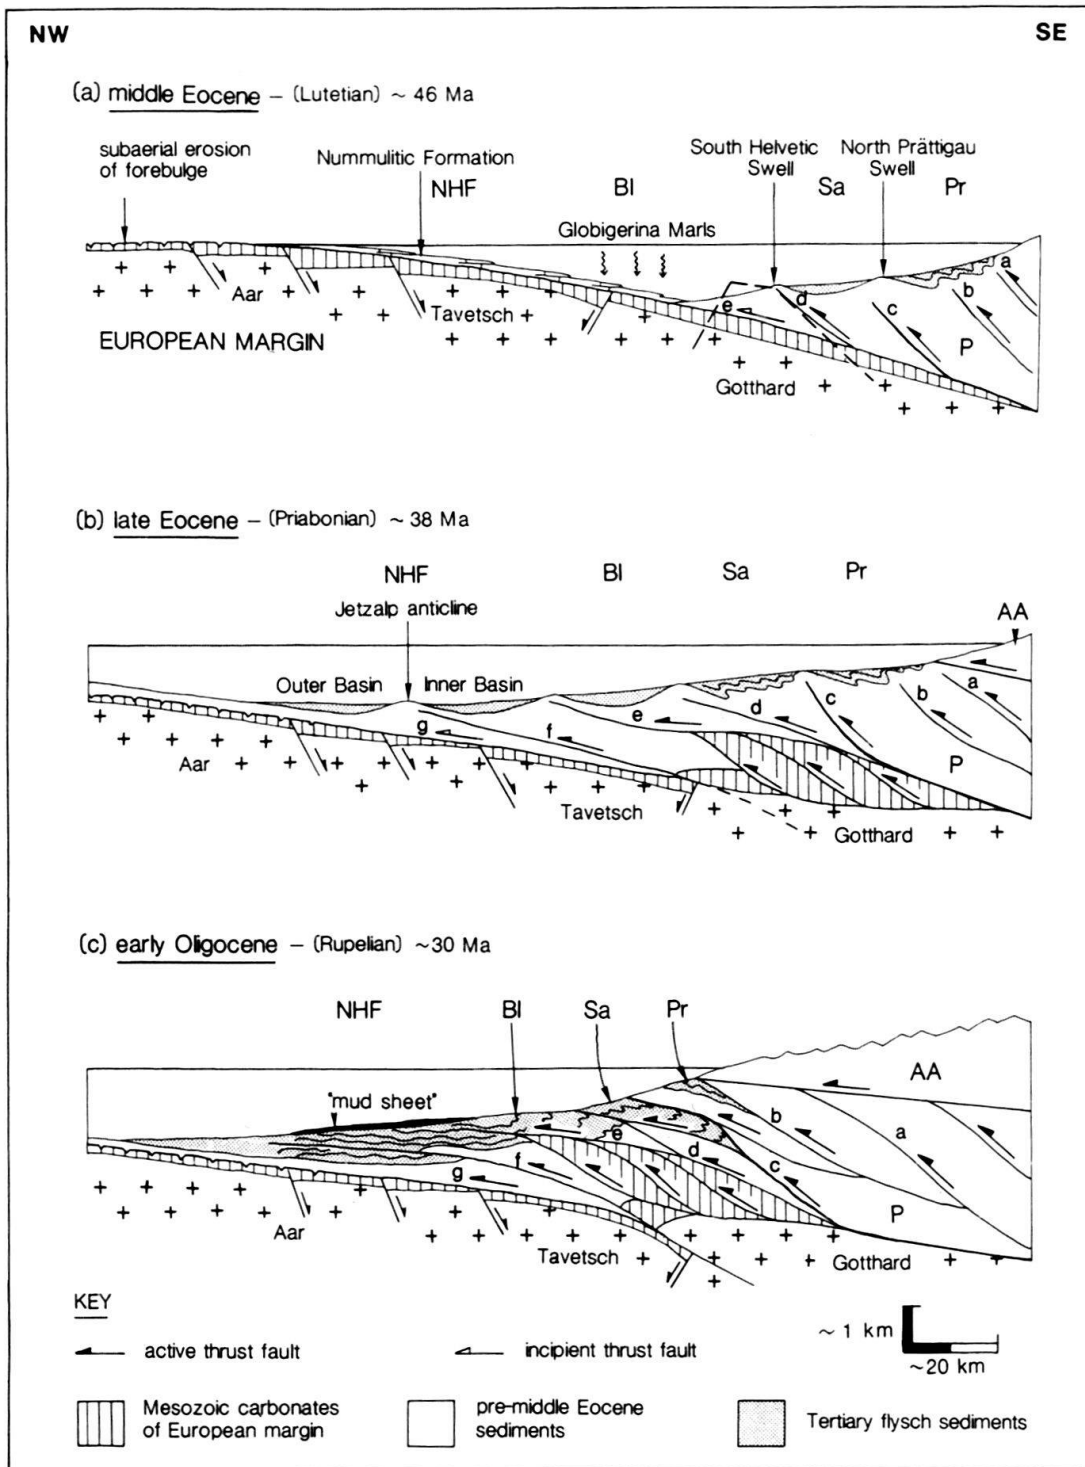 NW
SE
(a) middle Eocene – (Lutetian) ~ 46 Ma
subaerial erosion
of forebulge
Nummulitic Formation
NHF
Bl
Globigerina Marls
South Helvetic
Swell
Sa
North Prättigau
Swell
Pr
a
b
c
d
e
P
Aar
Tavetsch
EUROPEAN MARGIN
Gotthard
(b) late Eocene – (Priabonian) ~ 38 Ma
NHF
Bl
Sa
Pr
Jetzalp anticline
AA
Outer Basin
Inner Basin
a
b
c
d
e
f
g
P
Aar
Tavetsch
Gotthard
(c) early Oligocene – (Rupelian) ~30 Ma
NHF
Bl
Sa
Pr
AA
"mud sheet"
a
b
c
d
e
f
g
P
Aar
Tavetsch
Gotthard
KEY
active thrust fault
incipient thrust fault
~ 1 km
~20 km
Mesozoic carbonates
of European margin
pre-middle Eocene
sediments
Tertiary flysch sediments